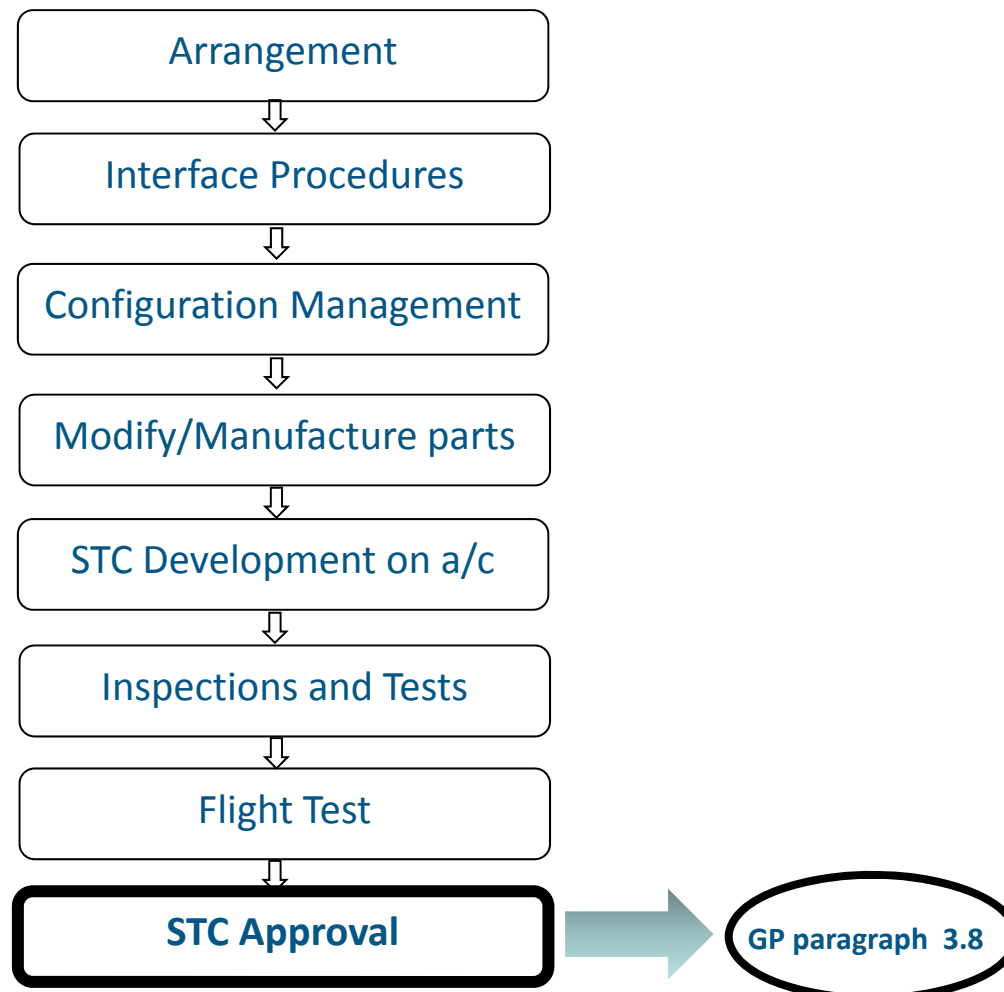 Arrangement
Interface Procedures
Configuration Management
Modify/Manufacture parts
STC Development on a/c
Inspections and Tests
Flight Test
STC Approval
GP paragraph 3.8